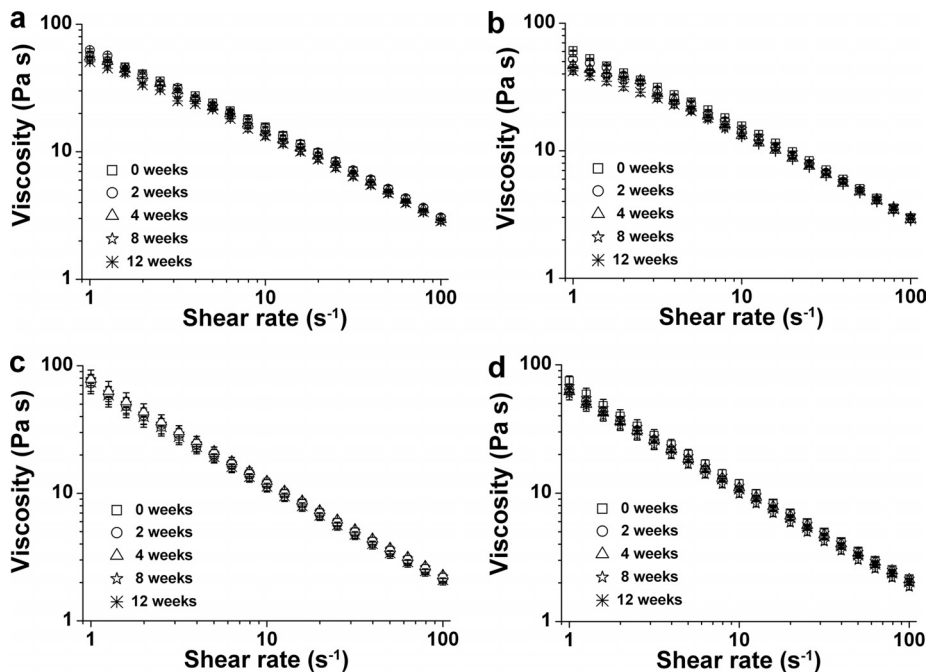 a
Viscosity (Pa s)
100
10
1
0 weeks
2 weeks
4 weeks
8 weeks
12 weeks
1
10
100
Shear rate (s⁻¹)
b
Viscosity (Pa s)
100
10
1
0 weeks
2 weeks
4 weeks
8 weeks
12 weeks
1
10
100
Shear rate (s⁻¹)
c
Viscosity (Pa s)
100
10
1
0 weeks
2 weeks
4 weeks
8 weeks
12 weeks
1
10
100
Shear rate (s⁻¹)
d
Viscosity (Pa s)
100
10
1
0 weeks
2 weeks
4 weeks
8 weeks
12 weeks
1
10
100
Shear rate (s⁻¹)